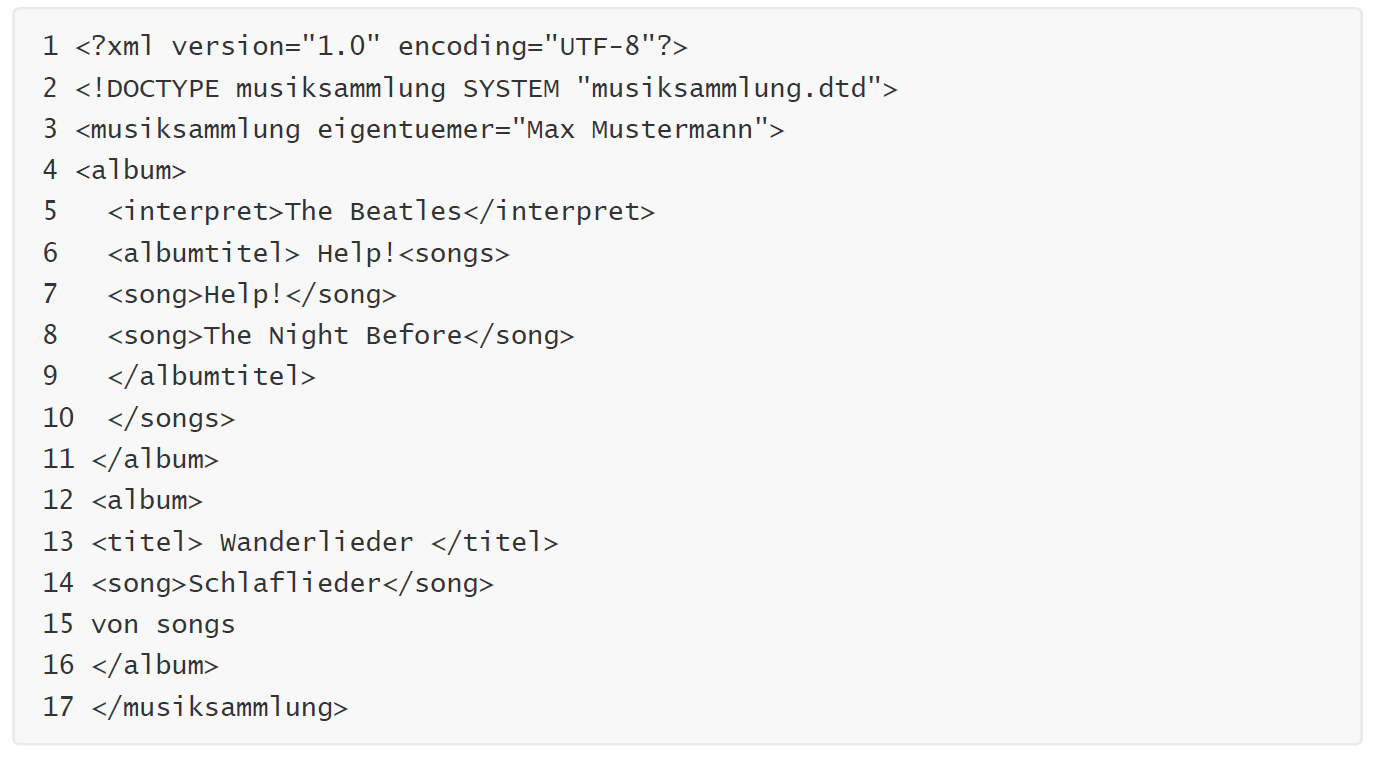 1 <?xml version="1.0" encoding="UTF-8"?>
2 <!DOCTYPE musiksammlung SYSTEM "musiksammlung.dtd">
3 <musiksammlung eigentuemer="Max Mustermann">
4 <album>
5   <interpret>The Beatles</interpret>
6   <albumtitel> Help!<songs>
7   <song>Help!</song>
8   <song>The Night Before</song>
9   </albumtitel>
10  </songs>
11 </album>
12 <album>
13 <titel> Wanderlieder </titel>
14 <song>Schlaflieder</song>
15 von songs
16 </album>
17 </musiksammlung>